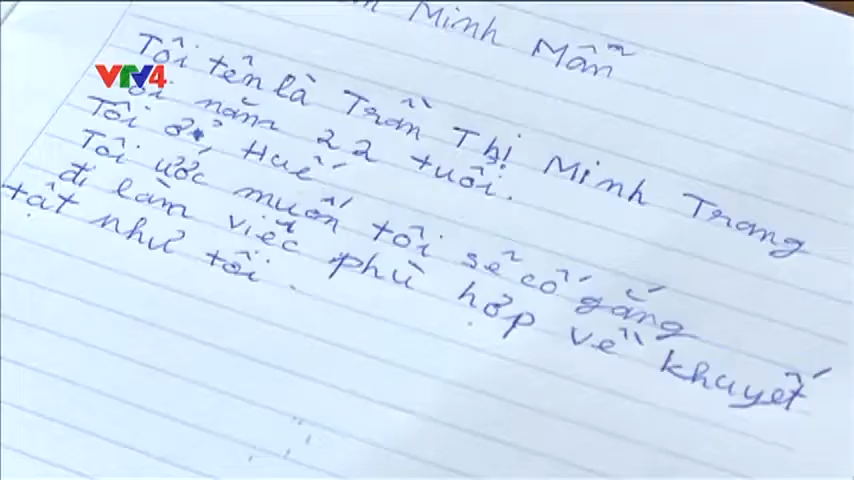 Minh Mẫn
Tôi tên là Trần Thị Minh Trang
VTV4
năm 22 tuổi.
Tôi ở Huế
Tôi ước muốn tôi sẽ cố gắng
đi làm việc phù hợp về khuyết
tật như tôi.